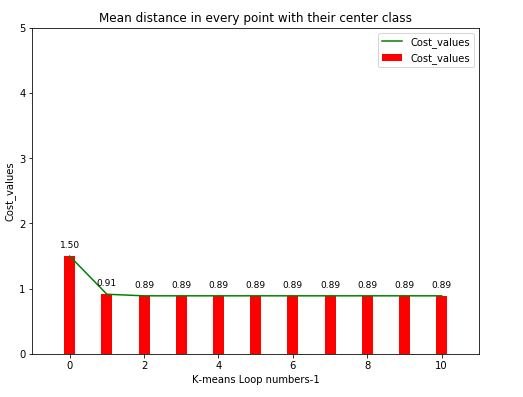 Mean distance in every point with their center class
Cost_values
Cost_values
Cost_values
5
4
3
2
1
0
1.50
0.91
0.89
0.89
0.89
0.89
0.89
0.89
0.89
0.89
0.89
0 2 4 6 8 10
K-means Loop numbers-1